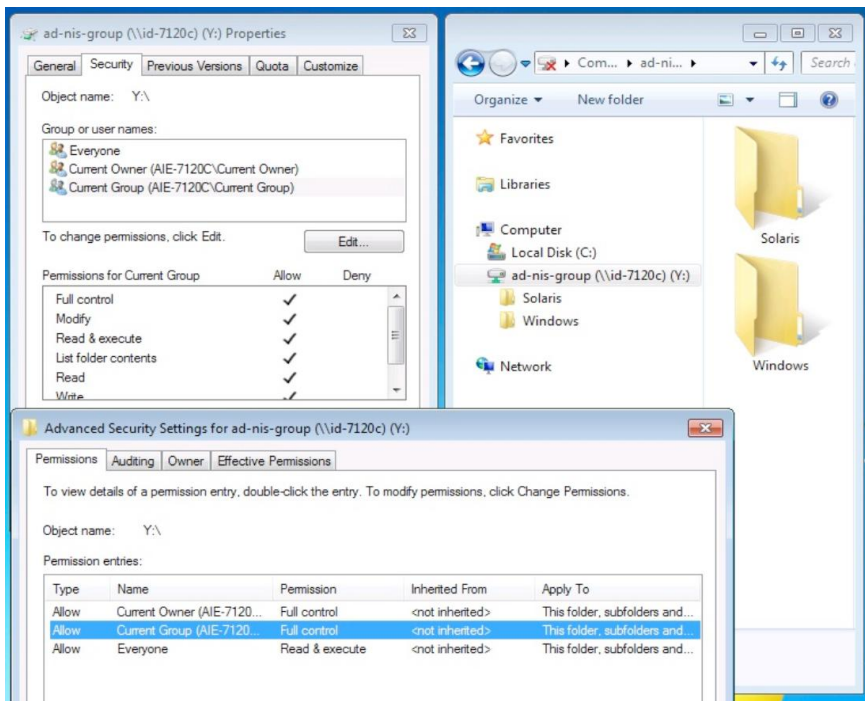 ad-nis-group (\\id-7120c) (Y:) Properties
General Security Previous Versions Quota Customize
Object name: Y:\
Group or user names:
Everyone
Current Owner (AIE-7120C\Current Owner)
Current Group (AIE-7120C\Current Group)
To change permissions, click Edit.
Edit...
Permissions for Current Group Allow Deny
Full control
Modify
Read & execute
List folder contents
Read
Write
Com... ad-ni... Search
Organize New folder
Favorites
Libraries
Computer
Local Disk (C:)
ad-nis-group (\\id-7120c) (Y:)
Solaris
Windows
Network
Solaris
Windows
Advanced Security Settings for ad-nis-group (\\id-7120c) (Y:)
Permissions Auditing Owner Effective Permissions
To view details of a permission entry, double-click the entry. To modify permissions, click Change Permissions.
Object name: Y:\
Permission entries:
Type Name Permission Inherited From Apply To
Allow Current Owner (AIE-7120... Full control <not inherited> This folder, subfolders and...
Allow Current Group (AIE-7120... Full control <not inherited> This folder, subfolders and...
Allow Everyone Read & execute <not inherited> This folder, subfolders and...